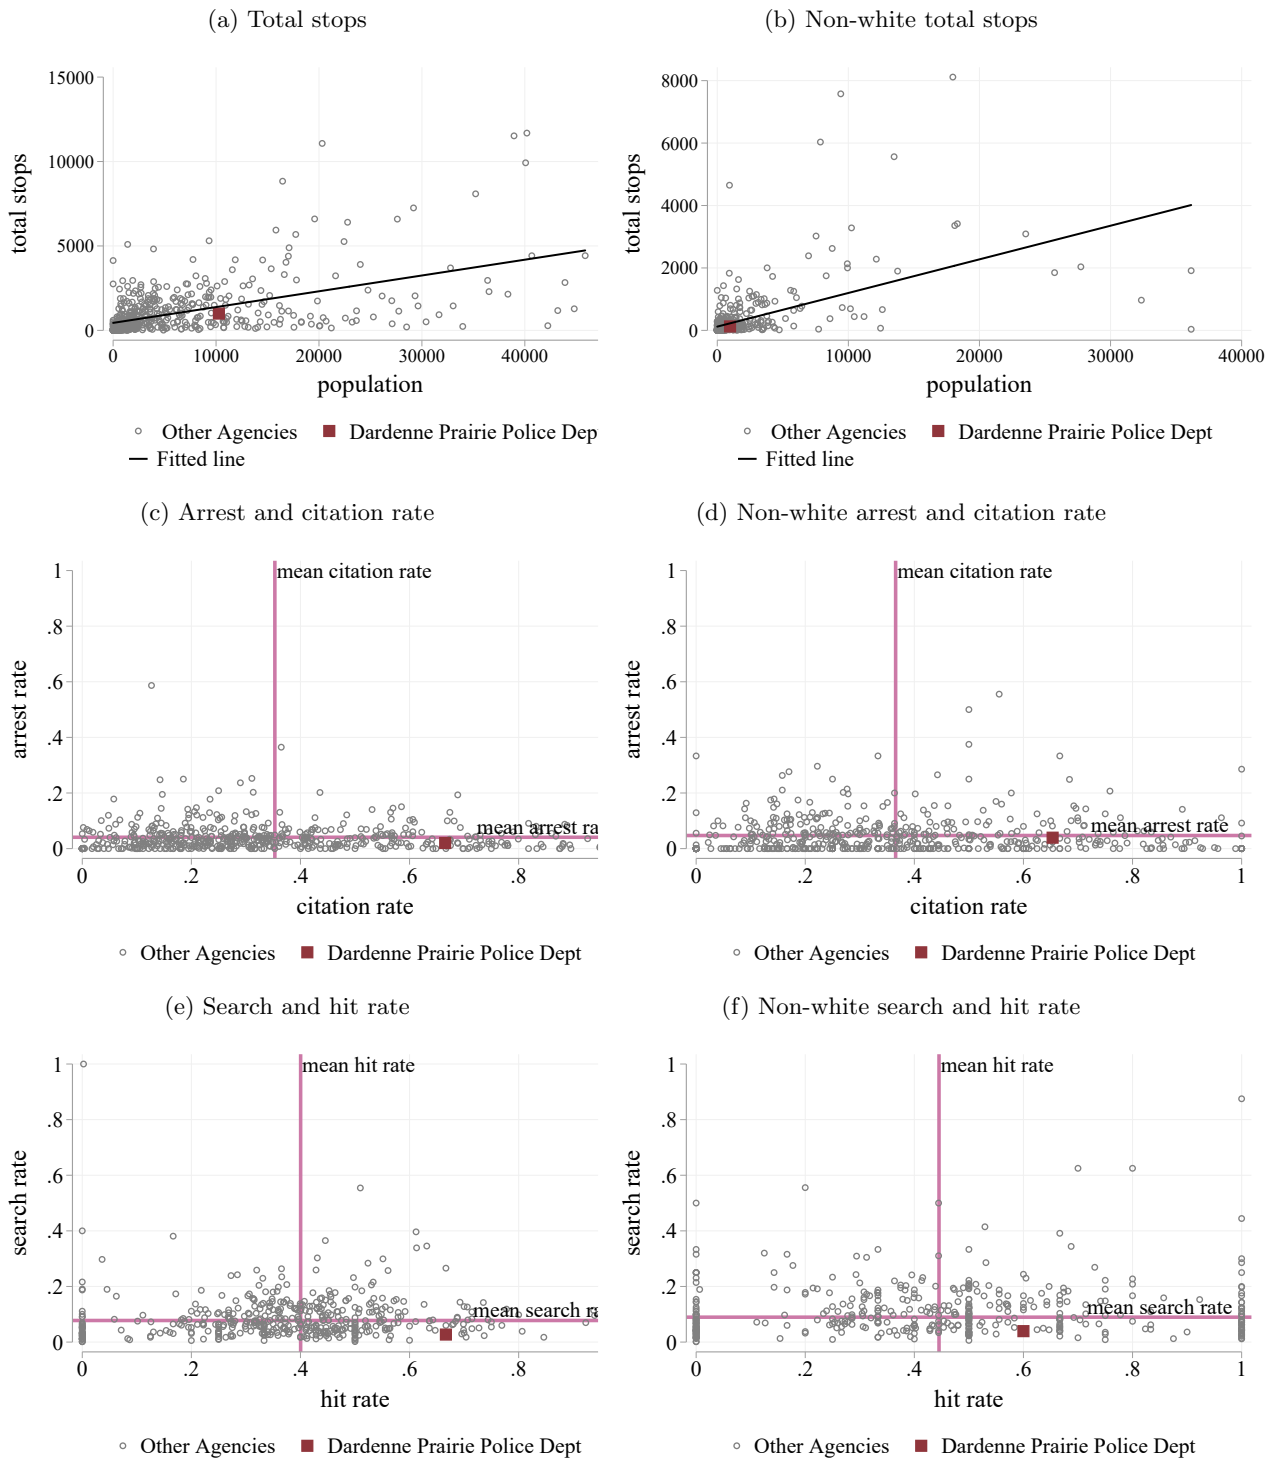 (a) Total stops
(b) Non-white total stops
total stops
15000
10000
5000
0
0 10000 20000 30000 40000
population
Other Agencies Dardenne Prairie Police Dep
Fitted line
total stops
8000
6000
4000
2000
0
0 10000 20000 30000 40000
population
Other Agencies Dardenne Prairie Police Dept
Fitted line
(c) Arrest and citation rate
(d) Non-white arrest and citation rate
arrest rate
1
.8
.6
.4
.2
0
mean citation rate
mean arrest ra
0 .2 .4 .6 .8
citation rate
Other Agencies Dardenne Prairie Police Dept
arrest rate
1
.8
.6
.4
.2
0
mean citation rate
mean arrest rate
0 .2 .4 .6 .8 1
citation rate
Other Agencies Dardenne Prairie Police Dept
(e) Search and hit rate
(f) Non-white search and hit rate
search rate
1
.8
.6
.4
.2
0
mean hit rate
mean search ra
0 .2 .4 .6 .8
hit rate
Other Agencies Dardenne Prairie Police Dept
search rate
1
.8
.6
.4
.2
0
mean hit rate
mean search rate
0 .2 .4 .6 .8 1
hit rate
Other Agencies Dardenne Prairie Police Dept